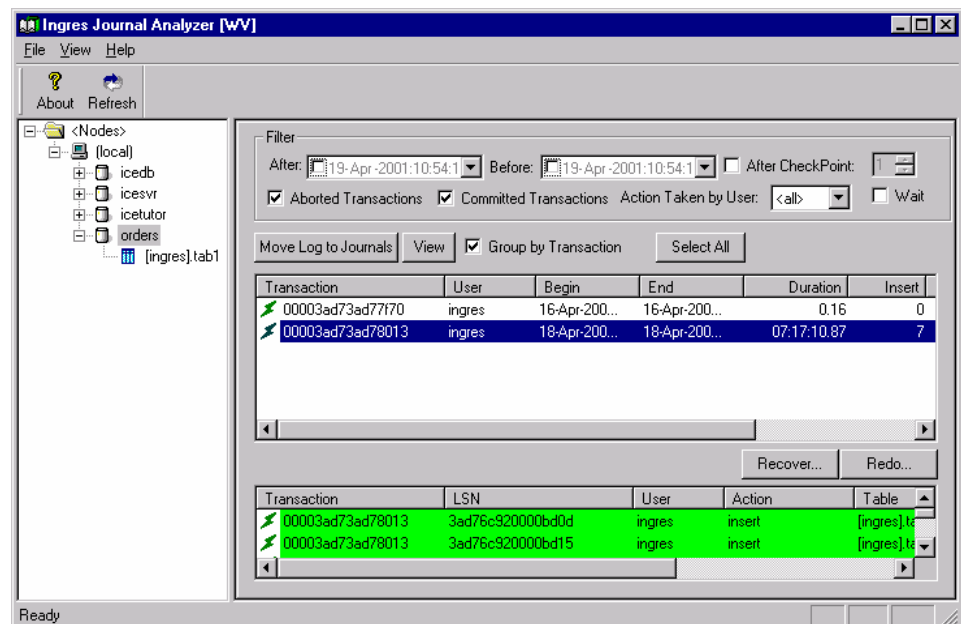 Ingres Journal Analyzer [WV]
File View Help
About Refresh
<Nodes>
(local)
icedb
icesvr
icetutor
orders
[ingres].tab1
Filter
After: 19-Apr-2001:10:54:1 Before: 19-Apr-2001:10:54:1 After CheckPoint: 1
Aborted Transactions Committed Transactions Action Taken by User: <all> Wait
Move Log to Journals View Group by Transaction Select All
Transaction User Begin End Duration Insert
00003ad73ad77f70 ingres 16-Apr-200... 16-Apr-200... 0.16 0
00003ad73ad78013 ingres 18-Apr-200... 18-Apr-200... 07:17:10.87 7
Recover... Redo...
Transaction LSN User Action Table
00003ad73ad78013 3ad76c920000bd0d ingres insert [ingres].ta
00003ad73ad78013 3ad76c920000bd15 ingres insert [ingres].ta
Ready